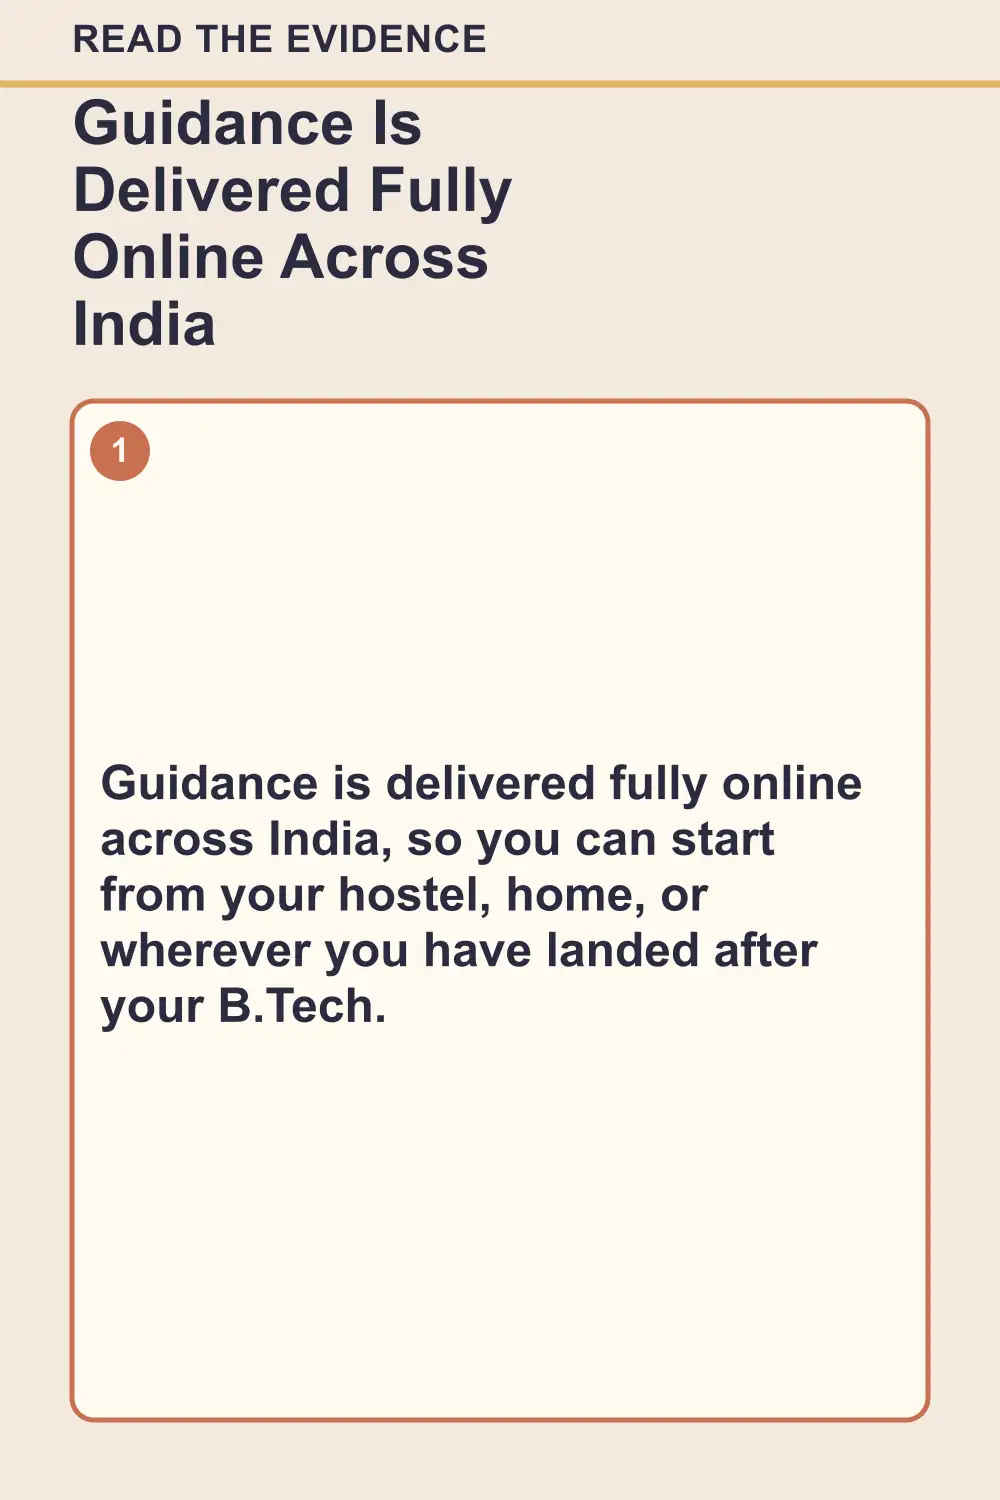 READ THE EVIDENCE
Guidance Is
Delivered Fully
Online Across
India
1
Guidance is delivered fully online
across India, so you can start
from your hostel, home, or
wherever you have landed after
your B.Tech.